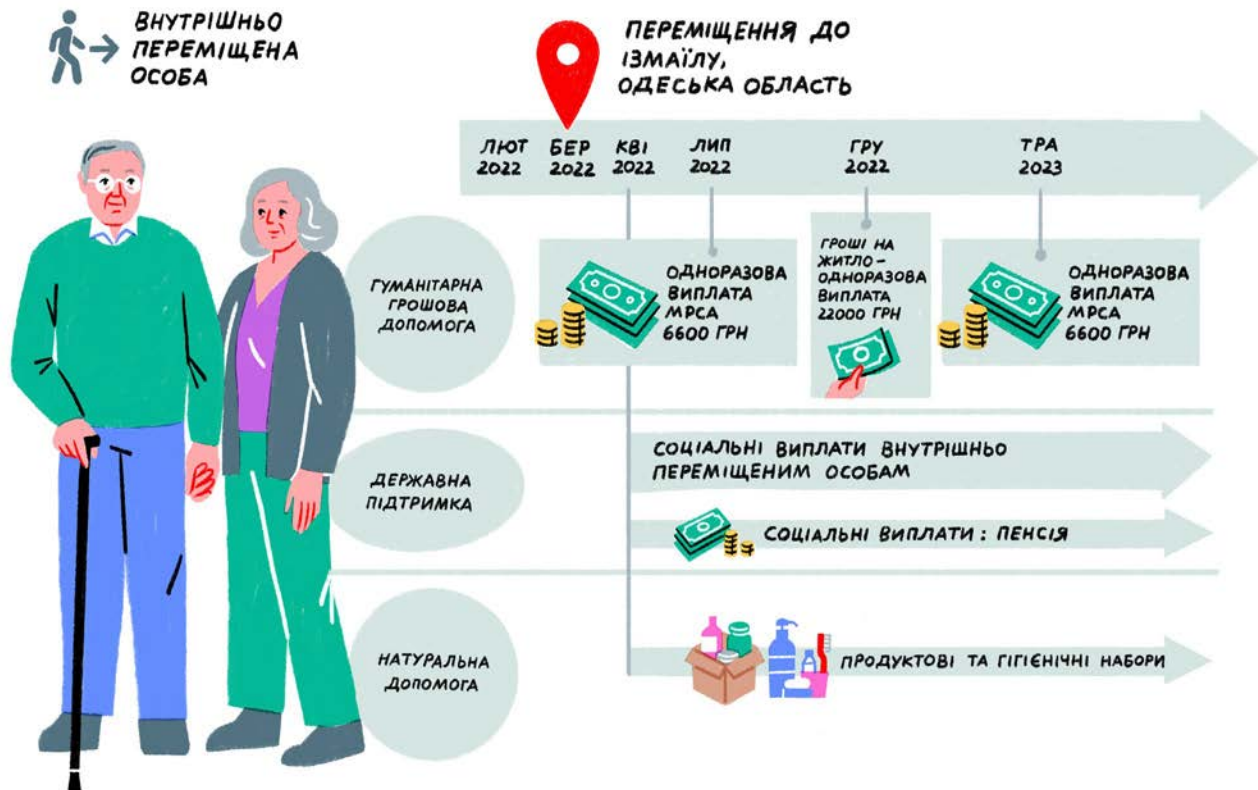 ВНУТРІШНЬО
ПЕРЕМІЩЕНА
ОСОБА
ПЕРЕМІЩЕННЯ ДО
ІЗМАЇЛУ,
ОДЕСЬКА ОБЛАСТЬ
ЛЮТ
2022
БЕР
2022
КВІ
2022
ЛИП
2022
ГРУ
2022
ТРА
2023
ГУМАНІТАРНА
ГРОШОВА
ДОПОМОГА
ОДНОРАЗОВА
ВИПЛАТА
МРСА
6600 ГРН
ГРОШІ НА
ЖИТЛО –
ОДНОРАЗОВА
ВИПЛАТА
22000 ГРН
ОДНОРАЗОВА
ВИПЛАТА
МРСА
6600 ГРН
ДЕРЖАВНА
ПІДТРИМКА
СОЦІАЛЬНІ ВИПЛАТИ ВНУТРІШНЬО
ПЕРЕМІЩЕНИМ ОСОБАМ
СОЦІАЛЬНІ ВИПЛАТИ: ПЕНСІЯ
НАТУРАЛЬНА
ДОПОМОГА
ПРОДУКТОВІ ТА ГІГІЄНІЧНІ НАБОРИ